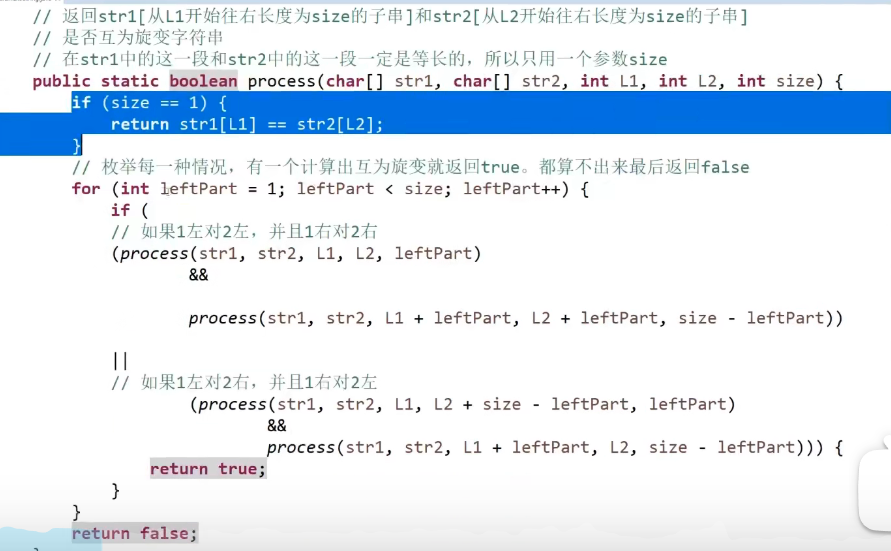 // 返回str1[从L1开始往右长度为size的子串]和str2[从L2开始往右长度为size的子串]
// 是否互为旋变字符串
// 在str1中的这一段和str2中的这一段一定是等长的，所以只用一个参数size
public static boolean process(char[] str1, char[] str2, int L1, int L2, int size) {
if (size == 1) {
return str1[L1] == str2[L2];
}
// 枚举每一种情况，有一个计算出互为旋变就返回true。都算不出来最后返回false
for (int leftPart = 1; leftPart < size; leftPart++) {
if (
// 如果1左对2左，并且1右对2右
(process(str1, str2, L1, L2, leftPart)
&&
process(str1, str2, L1 + leftPart, L2 + leftPart, size - leftPart))
||
// 如果1左对2右，并且1右对2左
(process(str1, str2, L1, L2 + size - leftPart, leftPart)
&&
process(str1, str2, L1 + leftPart, L2, size - leftPart))) {
return true;
}
}
return false;